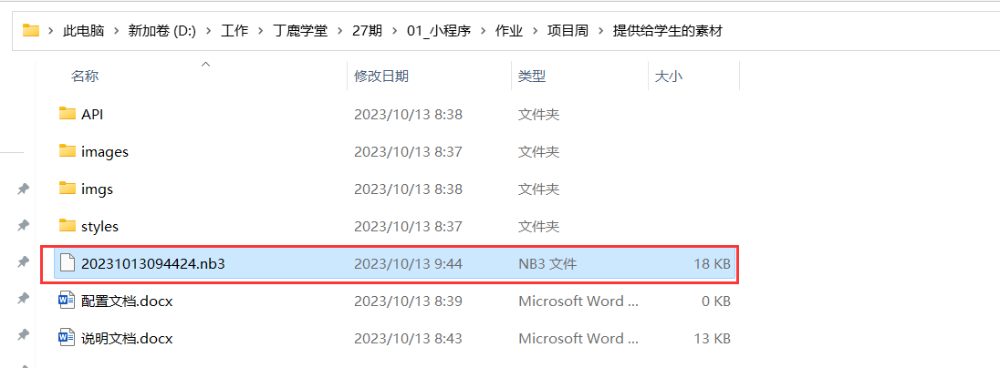 此电脑 > 新加卷 (D:) > 工作 > 丁鹿学堂 > 27期 > 01_小程序 > 作业 > 项目周 > 提供给学生的素材
名称 修改日期 类型 大小
API 2023/10/13 8:38 文件夹
images 2023/10/13 8:37 文件夹
imgs 2023/10/13 8:38 文件夹
styles 2023/10/13 8:37 文件夹
20231013094424.nb3 2023/10/13 9:44 NB3 文件 18 KB
配置文档.docx 2023/10/13 8:39 Microsoft Word ... 0 KB
说明文档.docx 2023/10/13 8:43 Microsoft Word ... 13 KB